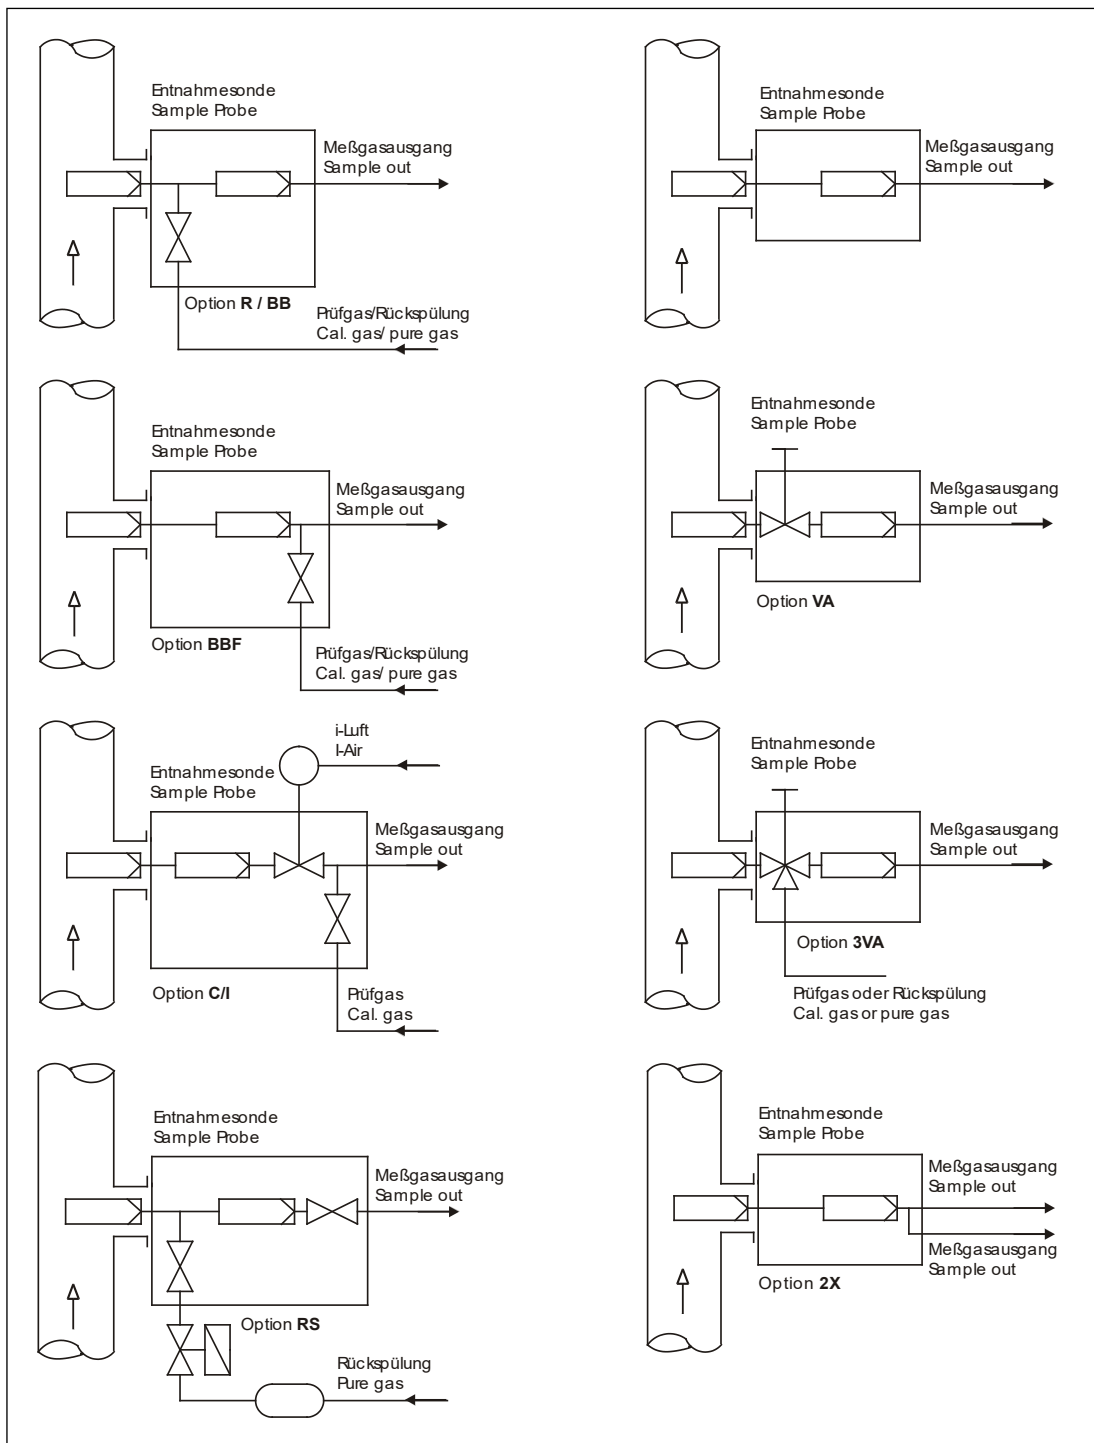 Entnahmesonde
Sample Probe
Meßgasausgang
Sample out
Option R / BB
Prüfgas/Rückspülung
Cal. gas/ pure gas
Entnahmesonde
Sample Probe
Meßgasausgang
Sample out
Entnahmesonde
Sample Probe
Meßgasausgang
Sample out
Option BBF
Prüfgas/Rückspülung
Cal. gas/ pure gas
Entnahmesonde
Sample Probe
Meßgasausgang
Sample out
Option VA
i-Luft
I-Air
Entnahmesonde
Sample Probe
Meßgasausgang
Sample out
Option C/I
Prüfgas
Cal. gas
Entnahmesonde
Sample Probe
Meßgasausgang
Sample out
Option 3VA
Prüfgas oder Rückspülung
Cal. gas or pure gas
Entnahmesonde
Sample Probe
Meßgasausgang
Sample out
Option RS
Rückspülung
Pure gas
Entnahmesonde
Sample Probe
Meßgasausgang
Sample out
Meßgasausgang
Sample out
Option 2X